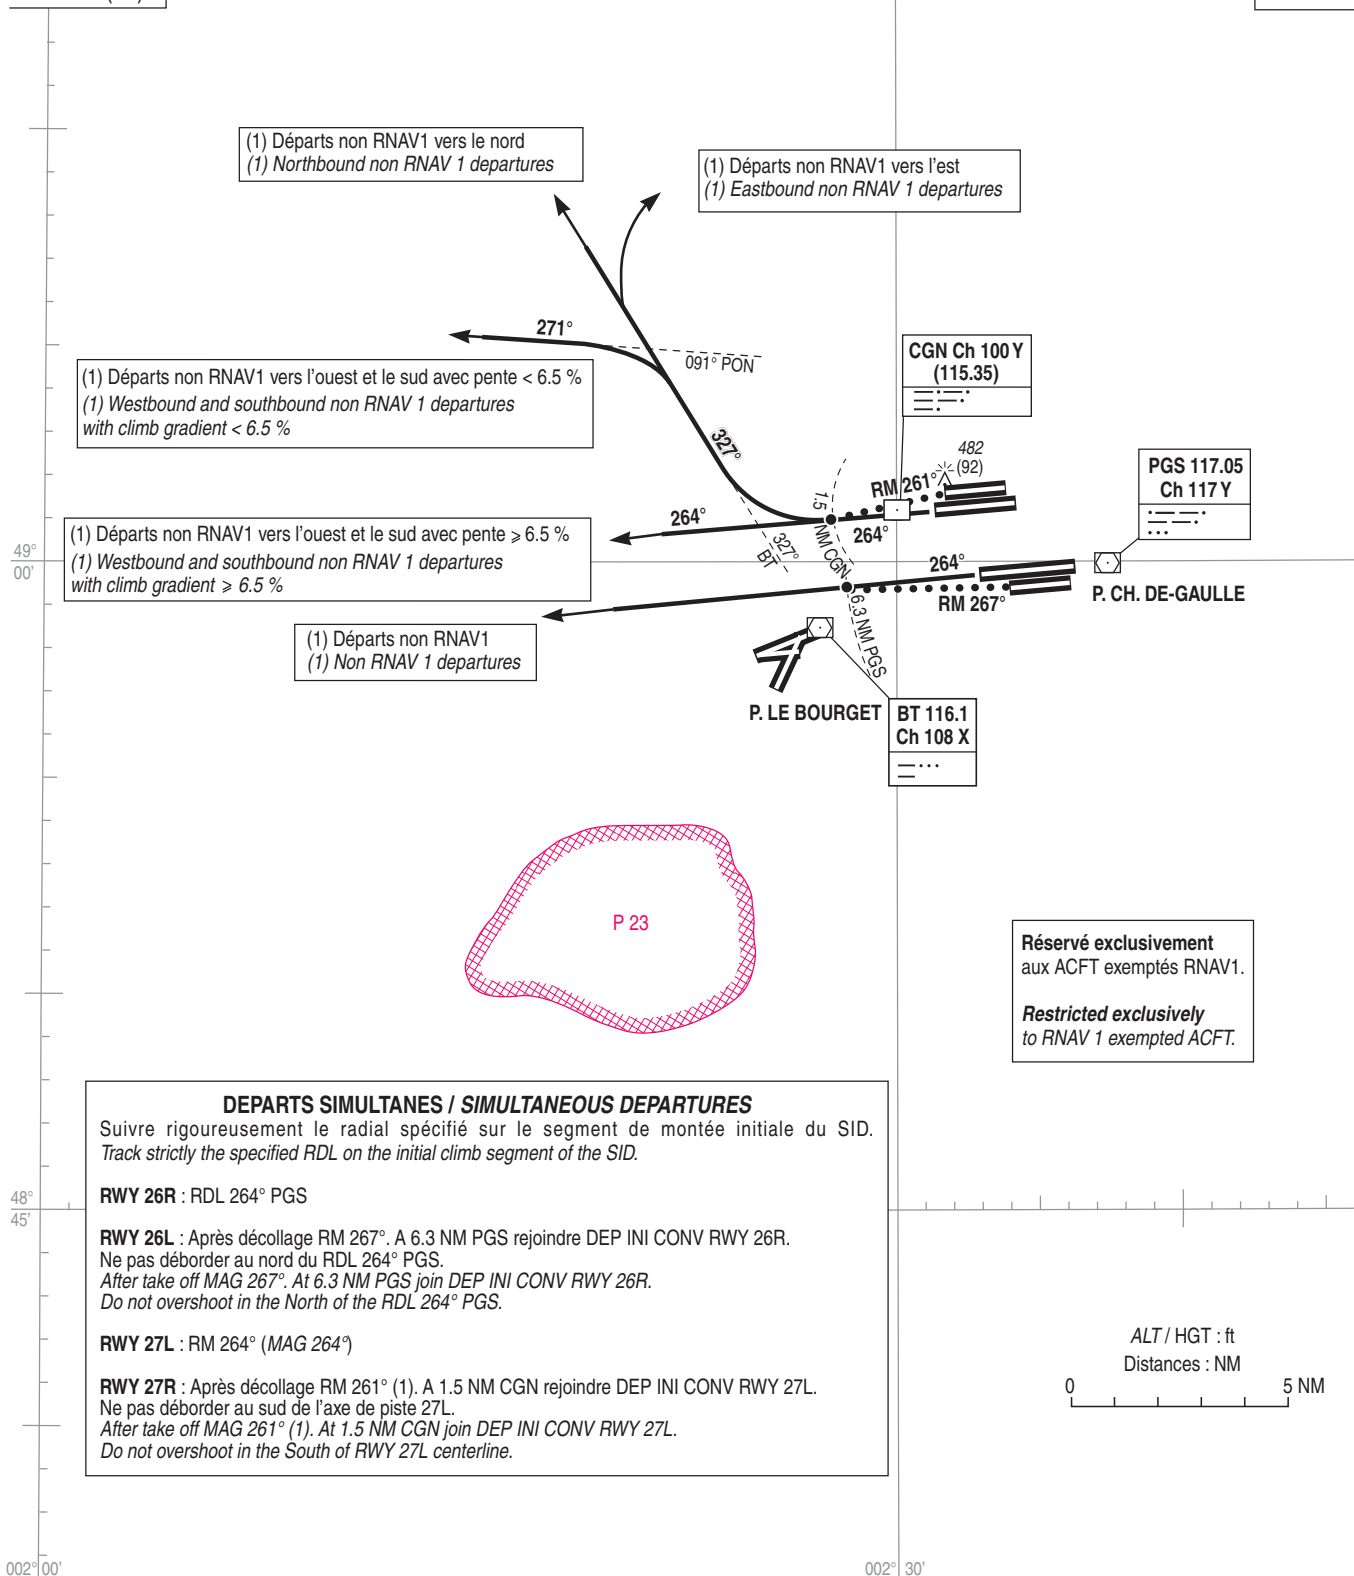 (1) Départs non RNAV1 vers le nord
(1) Northbound non RNAV 1 departures
(1) Départs non RNAV1 vers l'est
(1) Eastbound non RNAV 1 departures
271°
091° PON
CGN Ch 100 Y
(115.35)
(1) Départs non RNAV1 vers l'ouest et le sud avec pente < 6.5 %
(1) Westbound and southbound non RNAV 1 departures
with climb gradient < 6.5 %
327°
482
(92)
RM 261°
PGS 117.05
Ch 117 Y
1.5 NM CGN
264°
264°
(1) Départs non RNAV1 vers l'ouest et le sud avec pente ⩾ 6.5 %
(1) Westbound and southbound non RNAV 1 departures
with climb gradient ⩾ 6.5 %
327°
BT
49°
00'
264°
RM 267°
P. CH. DE-GAULLE
6.3 NM PGS
(1) Départs non RNAV1
(1) Non RNAV 1 departures
P. LE BOURGET
BT 116.1
Ch 108 X
P 23
Réservé exclusivement
aux ACFT exemptés RNAV1.
Restricted exclusively
to RNAV 1 exempted ACFT.
DEPARTS SIMULTANES / SIMULTANEOUS DEPARTURES
Suivre rigoureusement le radial spécifié sur le segment de montée initiale du SID.
Track strictly the specified RDL on the initial climb segment of the SID.
RWY 26R : RDL 264° PGS
48°
45'
RWY 26L : Après décollage RM 267°. A 6.3 NM PGS rejoindre DEP INI CONV RWY 26R.
Ne pas déborder au nord du RDL 264° PGS.
After take off MAG 267°. At 6.3 NM PGS join DEP INI CONV RWY 26R.
Do not overshoot in the North of the RDL 264° PGS.
RWY 27L : RM 264° (MAG 264°)
RWY 27R : Après décollage RM 261° (1). A 1.5 NM CGN rejoindre DEP INI CONV RWY 27L.
Ne pas déborder au sud de l'axe de piste 27L.
After take off MAG 261° (1). At 1.5 NM CGN join DEP INI CONV RWY 27L.
Do not overshoot in the South of RWY 27L centerline.
ALT / HGT : ft
Distances : NM
0 5 NM
002° 00'
002° 30'